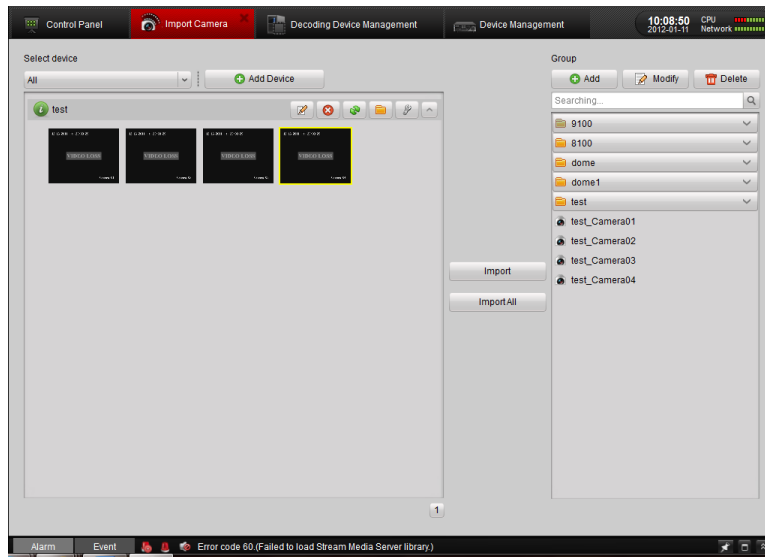 Control Panel
Import Camera
Decoding Device Management
Device Management
10:08:50
2012-01-11
CPU
Network
Select device
All
Add Device
test
VIDEO LOSS
VIDEO LOSS
VIDEO LOSS
VIDEO LOSS
1
Import
Import All
Group
Add
Modify
Delete
Searching...
9100
8100
dome
dome1
test
test_Camera01
test_Camera02
test_Camera03
test_Camera04
Alarm
Event
Error code 60.(Failed to load Stream Media Server library.)